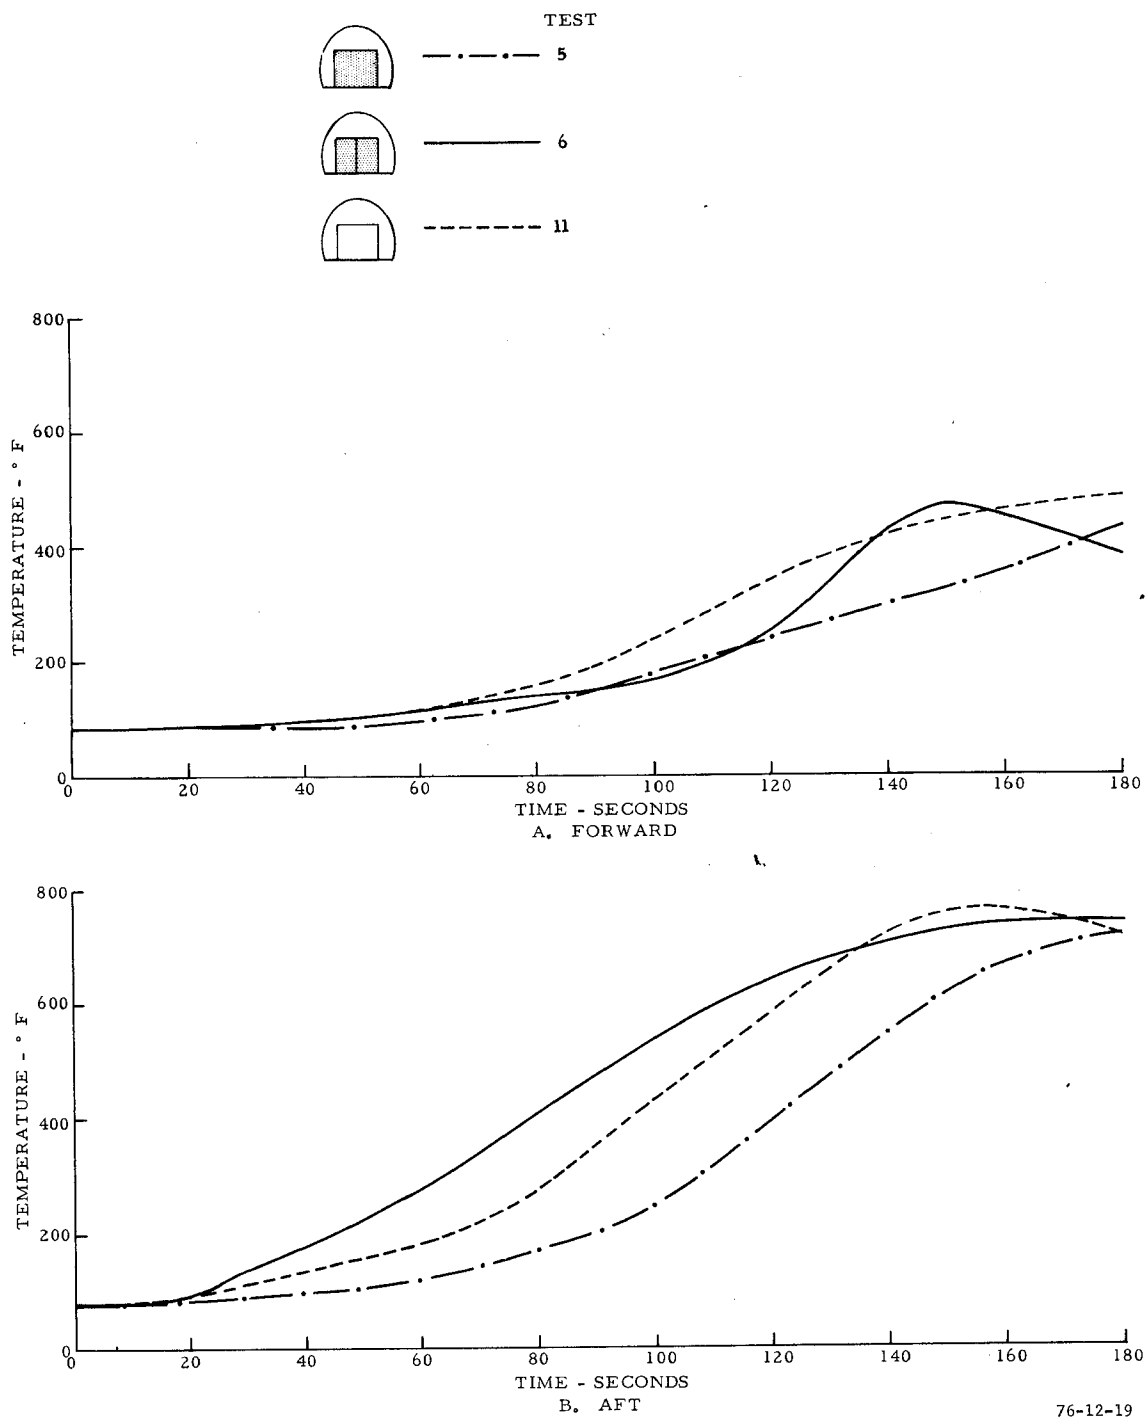 TEST
5
6
11
800
600
400
200
0
TEMPERATURE - ° F
0 20 40 60 80 100 120 140 160 180
TIME - SECONDS
A. FORWARD
800
600
400
200
0
TEMPERATURE - ° F
0 20 40 60 80 100 120 140 160 180
TIME - SECONDS
B. AFT
76-12-19